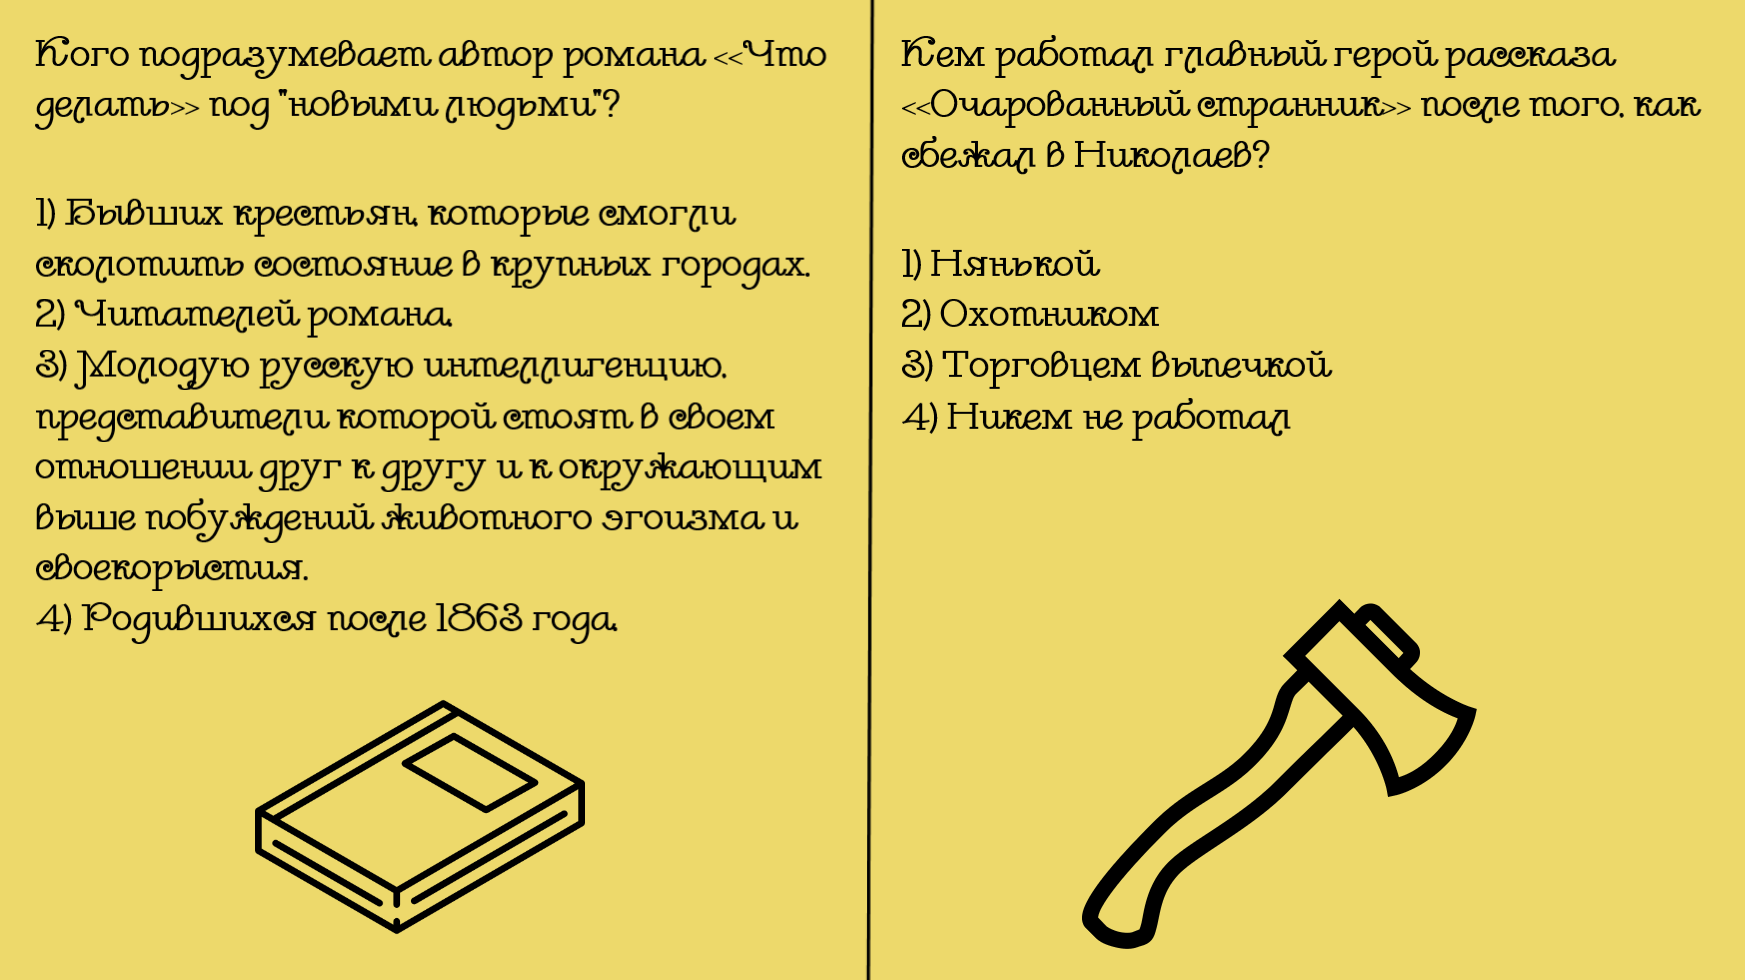 Кого подразумевает автор романа <<Что
делать>> под "новыми людьми"?
1) Бывших крестьян, которые смогли
сколотить состояние в крупных городах.
2) Читателей романа.
3) Молодую русскую интеллигенцию,
представители которой стоят в своем
отношении друг к другу и к окружающим
выше побуждений животного эгоизма и
своекорыстия.
4) Родившихся после 1863 года.
Кем работал главный герой рассказа
<<Очарованный странник>> после того, как
сбежал в Николаев?
1) Нянькой
2) Охотником
3) Торговцем выпечкой
4) Никем не работал